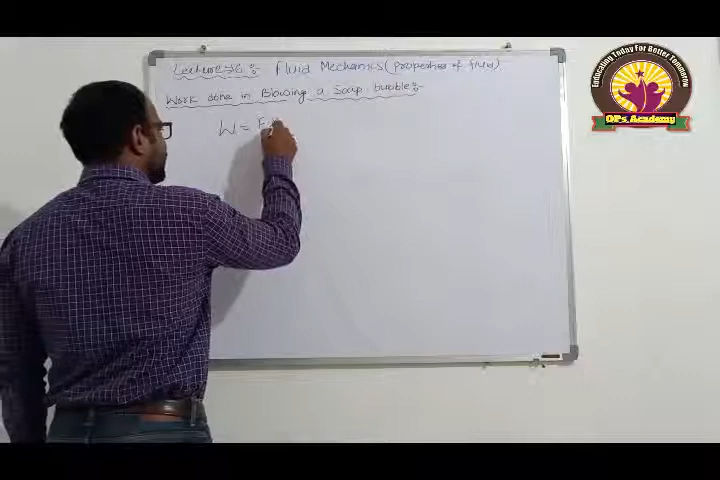 Lecture 36 :- Fluid Mechanics (properties of fluid)
Work done in Blowing a Soap bubble :-
W = F
Educating Today For Better Tomorrow
OPs Academy